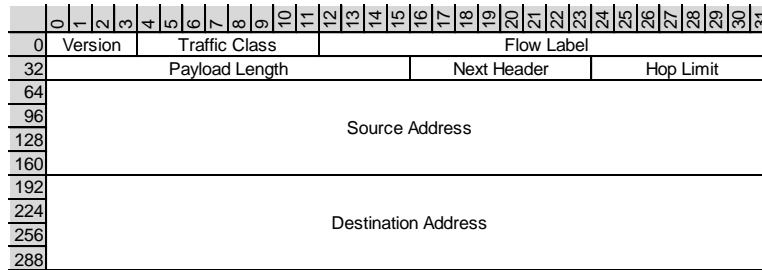 0 1 2 3 4 5 6 7 8 9 10 11 12 13 14 15 16 17 18 19 20 21 22 23 24 25 26 27 28 29 30 31
0 Version Traffic Class Flow Label
32 Payload Length Next Header Hop Limit
64
96
Source Address
128
160
192
224
Destination Address
256
288